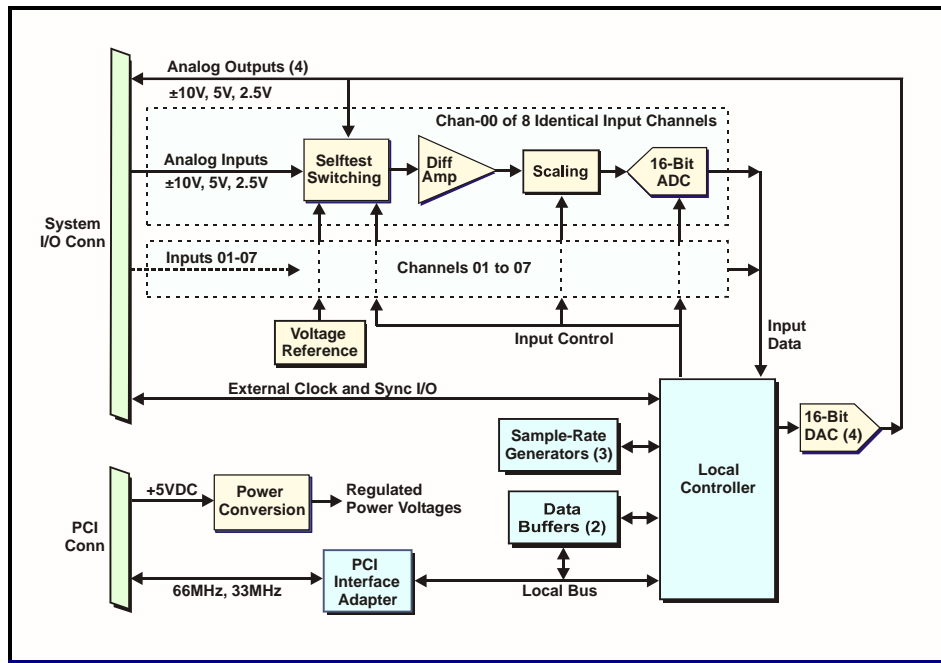 Analog Outputs (4)
±10V, 5V, 2.5V
Chan-00 of 8 Identical Input Channels
Analog Inputs
±10V, 5V, 2.5V
Selftest
Switching
Diff
Amp
Scaling
16-Bit
ADC
System
I/O Conn
Inputs 01-07
Channels 01 to 07
Voltage
Reference
Input Control
Input
Data
External Clock and Sync I/O
Sample-Rate
Generators (3)
Local
Controller
16-Bit
DAC (4)
+5VDC
Power
Conversion
Regulated
Power Voltages
Data
Buffers (2)
PCI
Conn
66MHz, 33MHz
PCI
Interface
Adapter
Local Bus